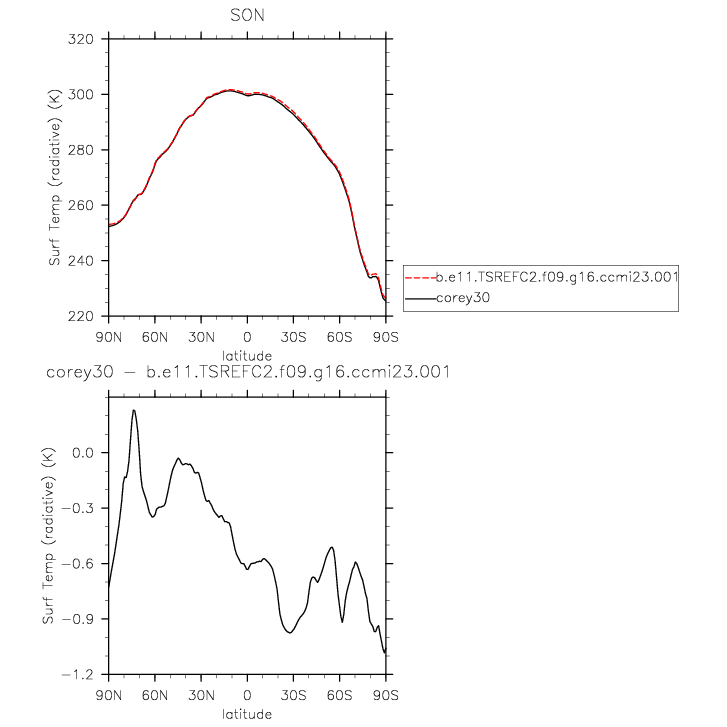 SON
320
300
280
260
240
220
Surf Temp (radiative) (K)
90N 60N 30N 0 30S 60S 90S
latitude
b.e11.TSREFC2.f09.g16.ccmi23.001
corey30
corey30 − b.e11.TSREFC2.f09.g16.ccmi23.001
0.0
−0.3
−0.6
−0.9
−1.2
Surf Temp (radiative) (K)
90N 60N 30N 0 30S 60S 90S
latitude